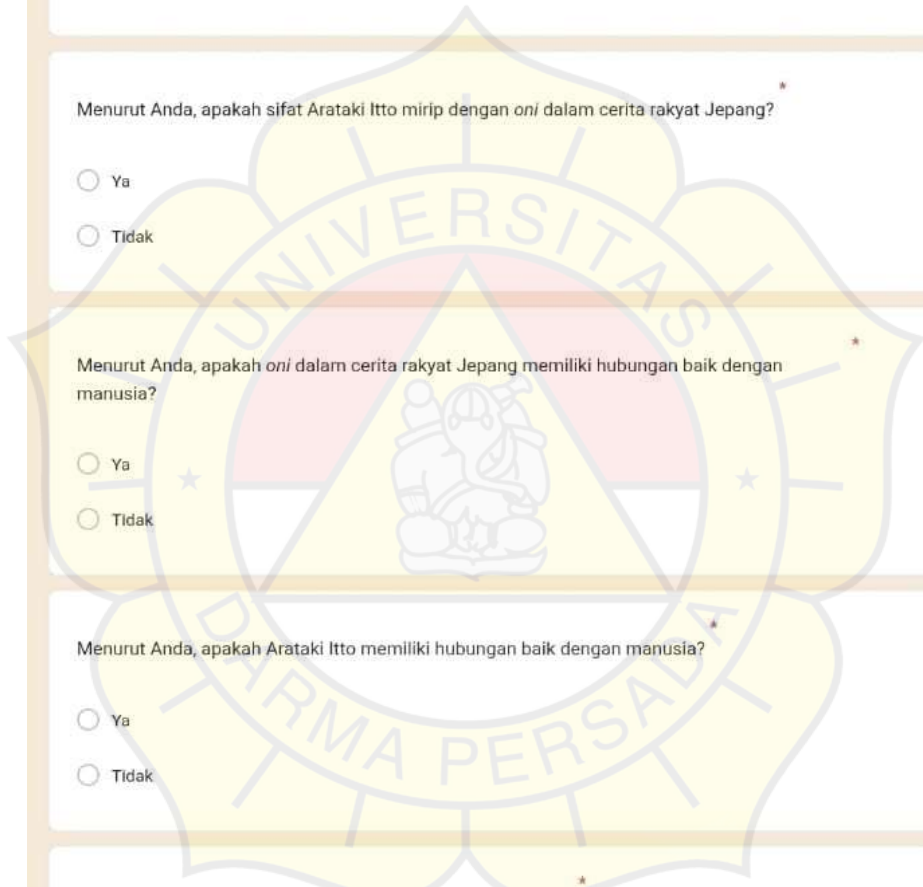 Menurut Anda, apakah sifat Arataki Itto mirip dengan oni dalam cerita rakyat Jepang? *
Ya
Tidak
Menurut Anda, apakah oni dalam cerita rakyat Jepang memiliki hubungan baik dengan *
manusia?
Ya
Tidak
Menurut Anda, apakah Arataki Itto memiliki hubungan baik dengan manusia? *
Ya
Tidak
*
UNIVERSITAS
DARMA PERSADA